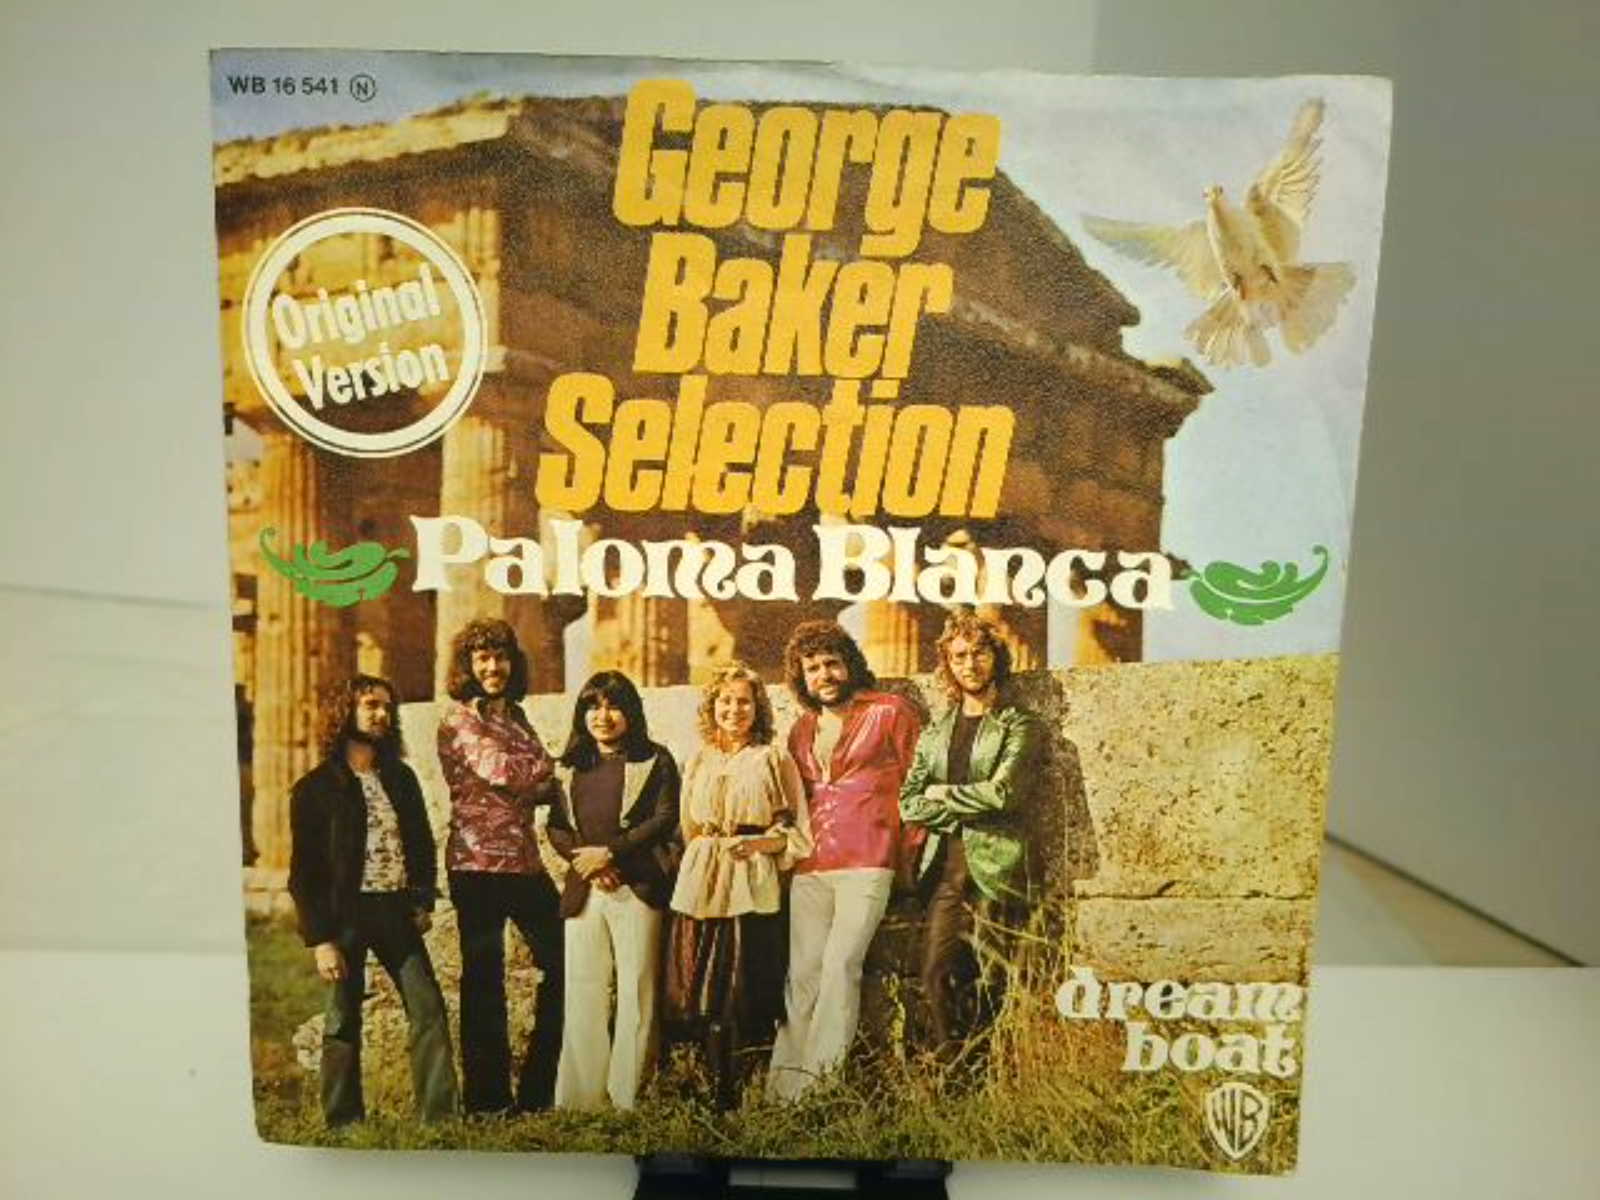 WB 16 541 Ⓝ
George
Baker
Selection
Original
Version
Paloma Blanca
dream
boat
WB